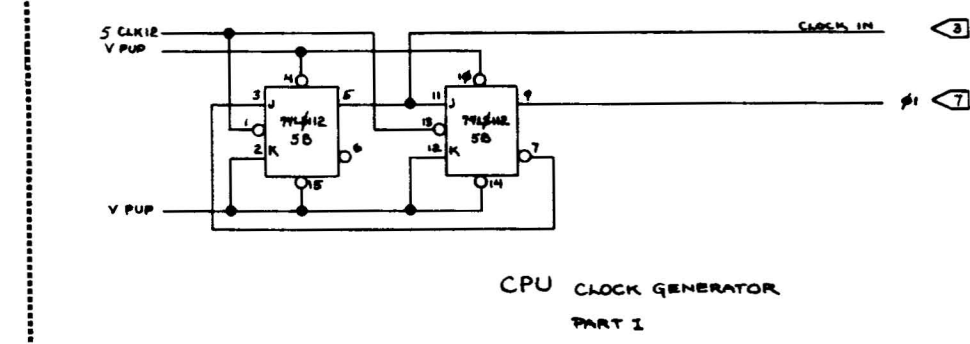 5 CLK12
V PUP
CLOCK IN
3
4
10
3 J 5
11 J 9
φ1
7
74LS112
5B
74LS112
5B
1
13
6
7
2 K
12 K
15
14
V PUP
CPU CLOCK GENERATOR
PART I